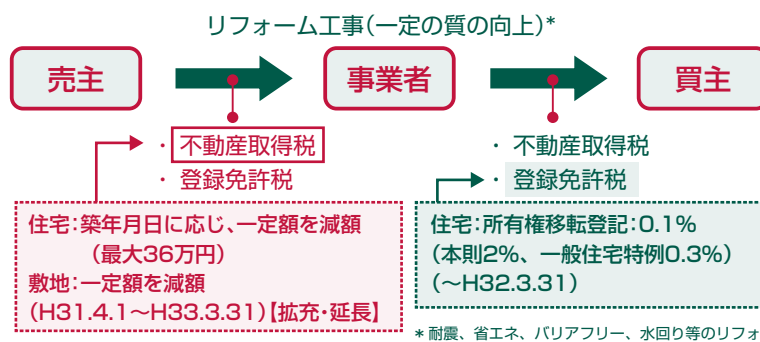 リフォーム工事(一定の質の向上)*
売主
事業者
買主
・不動産取得税
・登録免許税
・不動産取得税
・登録免許税
住宅:築年月日に応じ、一定額を減額
(最大36万円)
敷地:一定額を減額
(H31.4.1〜H33.3.31)【拡充・延長】
住宅:所有権移転登記:0.1%
(本則2%、一般住宅特例0.3%)
(〜H32.3.31)
*耐震、省エネ、バリアフリー、水回り等のリフォ